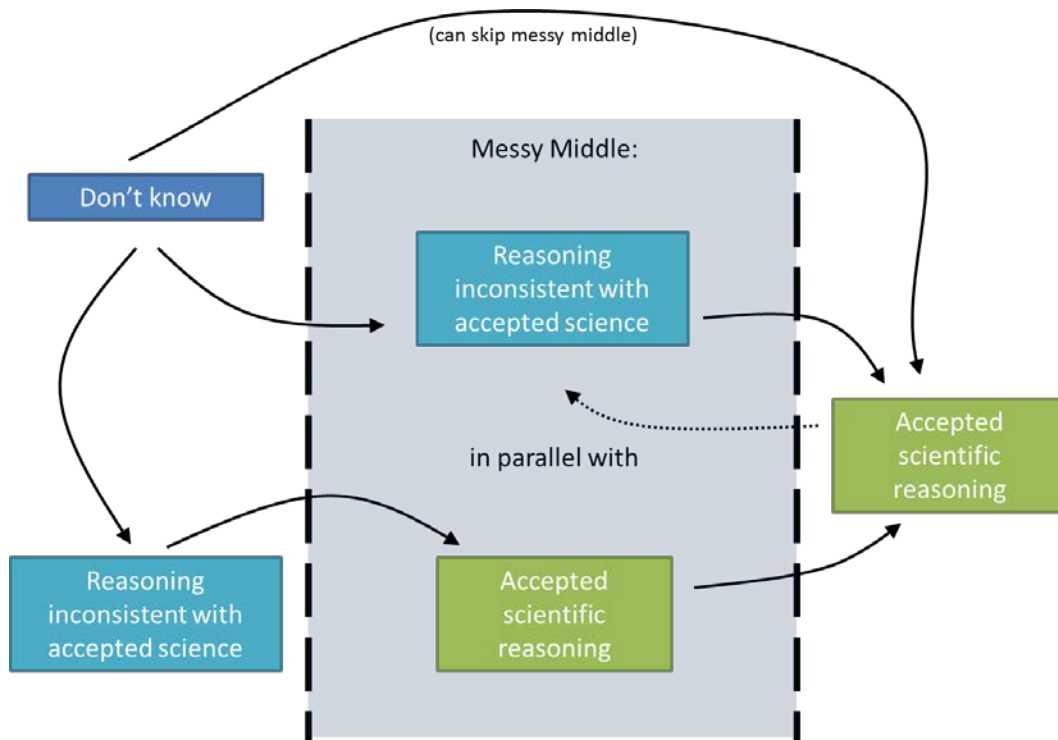 (can skip messy middle)
Messy Middle:
Don't know
Reasoning
inconsistent with
accepted science
Accepted
scientific
reasoning
in parallel with
Reasoning
inconsistent with
accepted science
Accepted
scientific
reasoning